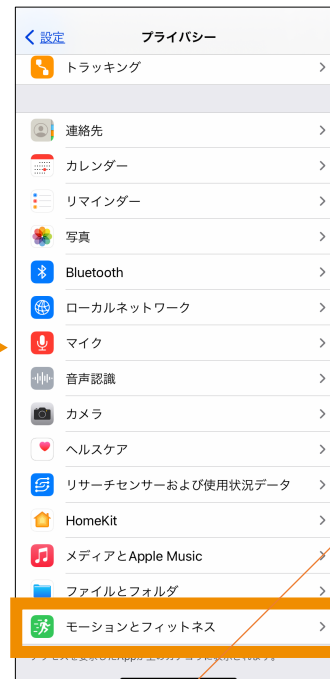 設定 プライバシー
トラッキング
連絡先
カレンダー
リマインダー
写真
Bluetooth
ローカルネットワーク
マイク
音声認識
カメラ
ヘルスケア
リサーチセンサーおよび使用状況データ
HomeKit
メディアとApple Music
ファイルとフォルダ
モーションとフィットネス